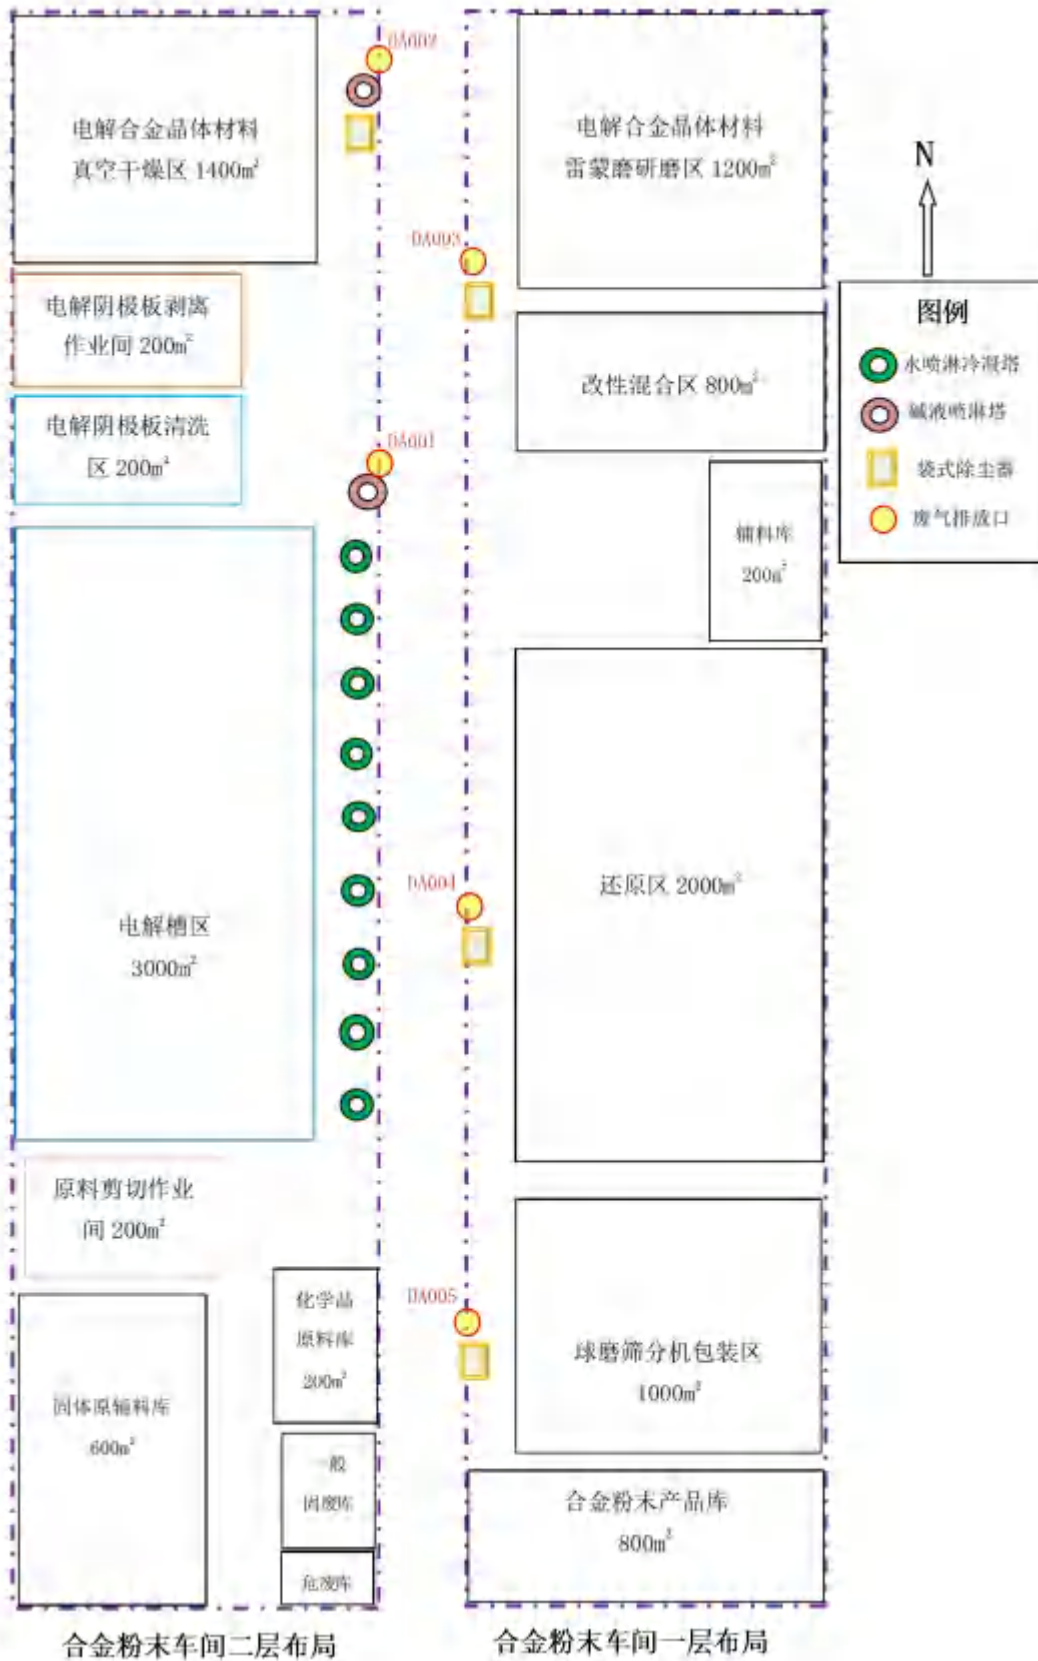 DA002
电解合金晶体材料
真空干燥区 1400m²
电解阴极板剥离
作业间 200m²
电解阴极板清洗
区 200m²
DA001
电解槽区
3000m²
原料剪切作业
间 200m²
化学品
原料库
200m²
固体原辅料库
600m²
一般
固废库
危废库
合金粉末车间二层布局
电解合金晶体材料
雷蒙磨研磨区 1200m²
DA003
改性混合区 800m²
辅料库
200m²
DA004
还原区 2000m²
DA005
球磨筛分机包装区
1000m²
合金粉末产品库
800m²
合金粉末车间一层布局
N
图例
水喷淋冷凝塔
碱液喷淋塔
袋式除尘器
废气排放口